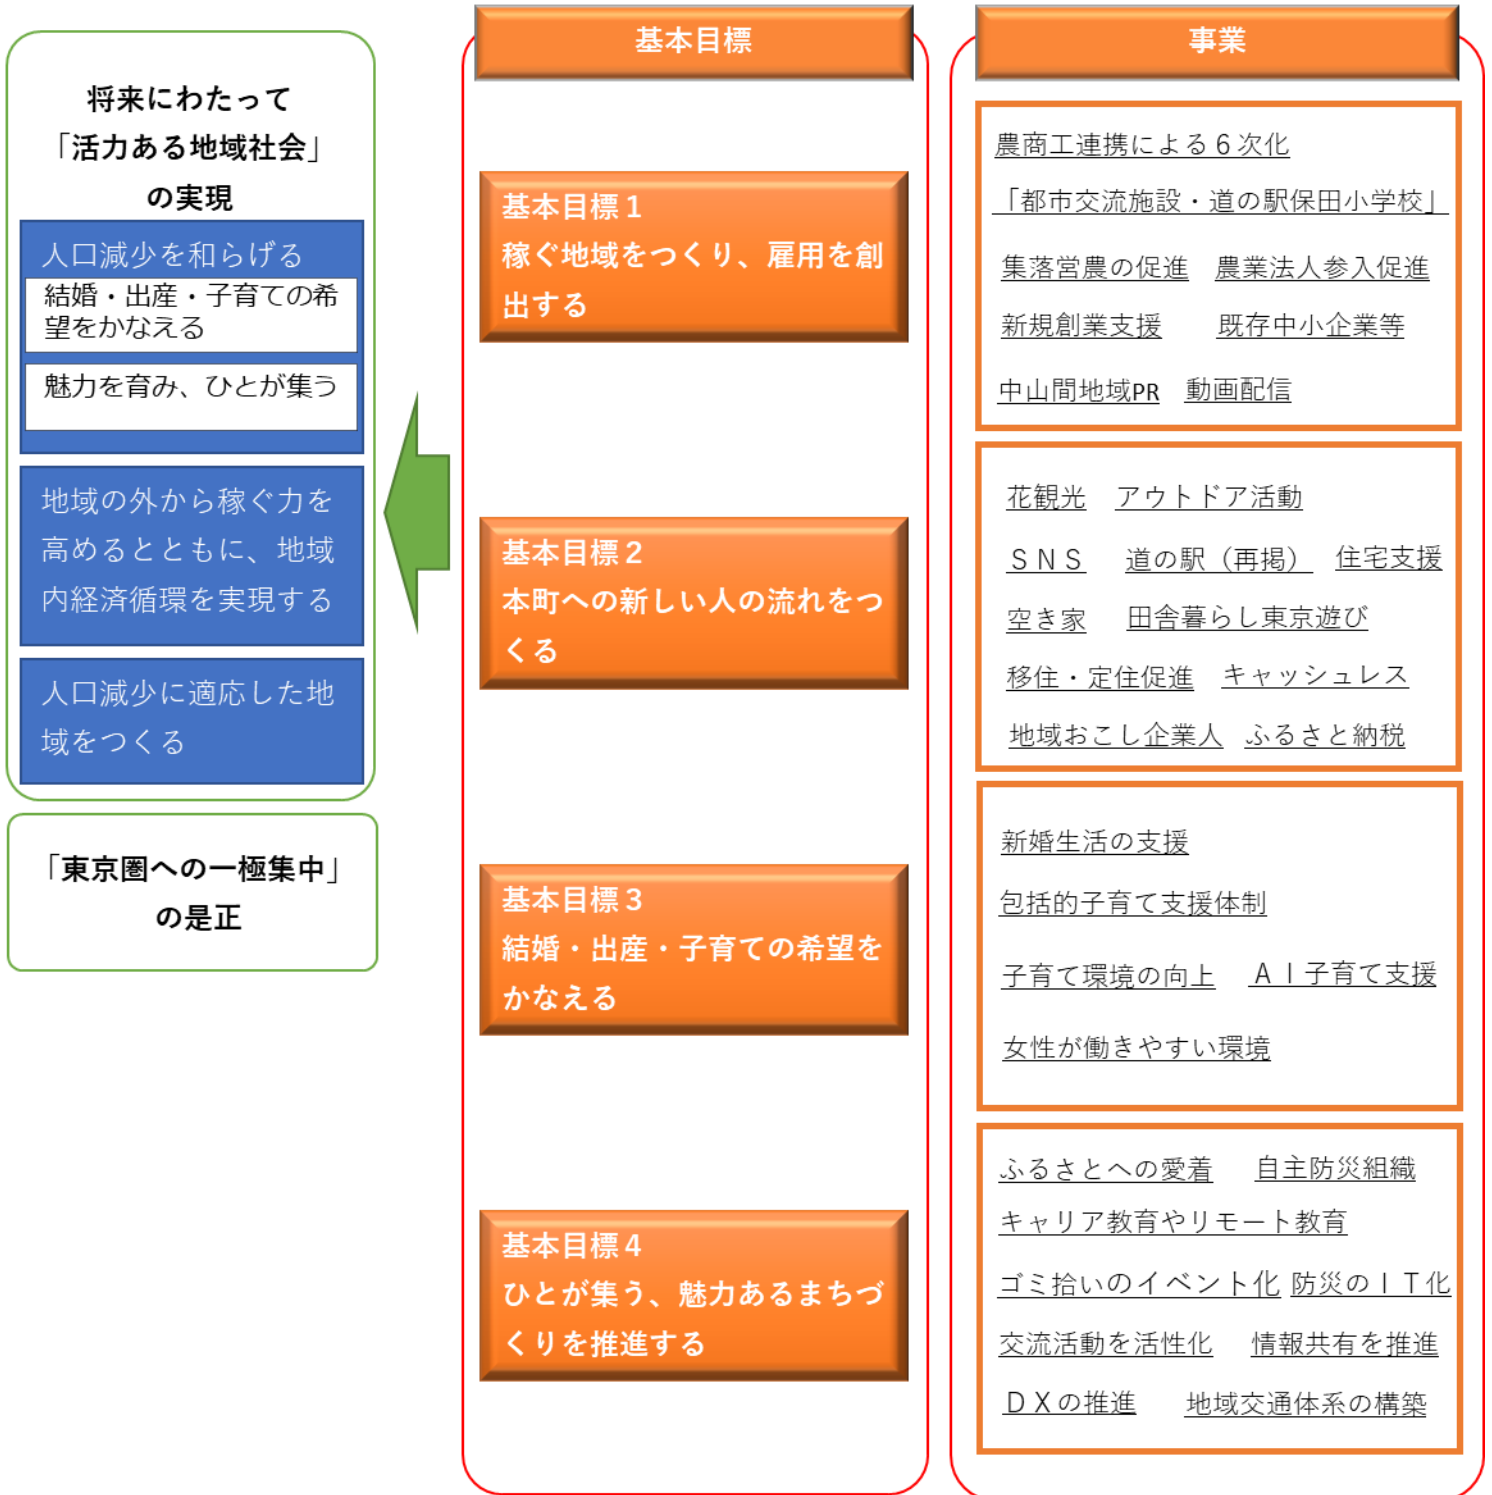 将来にわたって
「活力ある地域社会」
の実現
人口減少を和らげる
結婚・出産・子育ての希
望をかなえる
魅力を育み、ひとが集う
地域の外から稼ぐ力を
高めるとともに、地域
内経済循環を実現する
人口減少に適応した地
域をつくる
「東京圏への一極集中」
の是正
基本目標
基本目標１
稼ぐ地域をつくり、雇用を創
出する
基本目標２
本町への新しい人の流れをつ
くる
基本目標３
結婚・出産・子育ての希望を
かなえる
基本目標４
ひとが集う、魅力あるまちづ
くりを推進する
事業
農商工連携による６次化
「都市交流施設・道の駅保田小学校」
集落営農の促進 農業法人参入促進
新規創業支援 既存中小企業等
中山間地域PR 動画配信
花観光 アウトドア活動
ＳＮＳ 道の駅（再掲） 住宅支援
空き家 田舎暮らし東京遊び
移住・定住促進 キャッシュレス
地域おこし企業人 ふるさと納税
新婚生活の支援
包括的子育て支援体制
子育て環境の向上 ＡＩ子育て支援
女性が働きやすい環境
ふるさとへの愛着 自主防災組織
キャリア教育やリモート教育
ゴミ拾いのイベント化 防災のＩＴ化
交流活動を活性化 情報共有を推進
ＤＸの推進 地域交通体系の構築